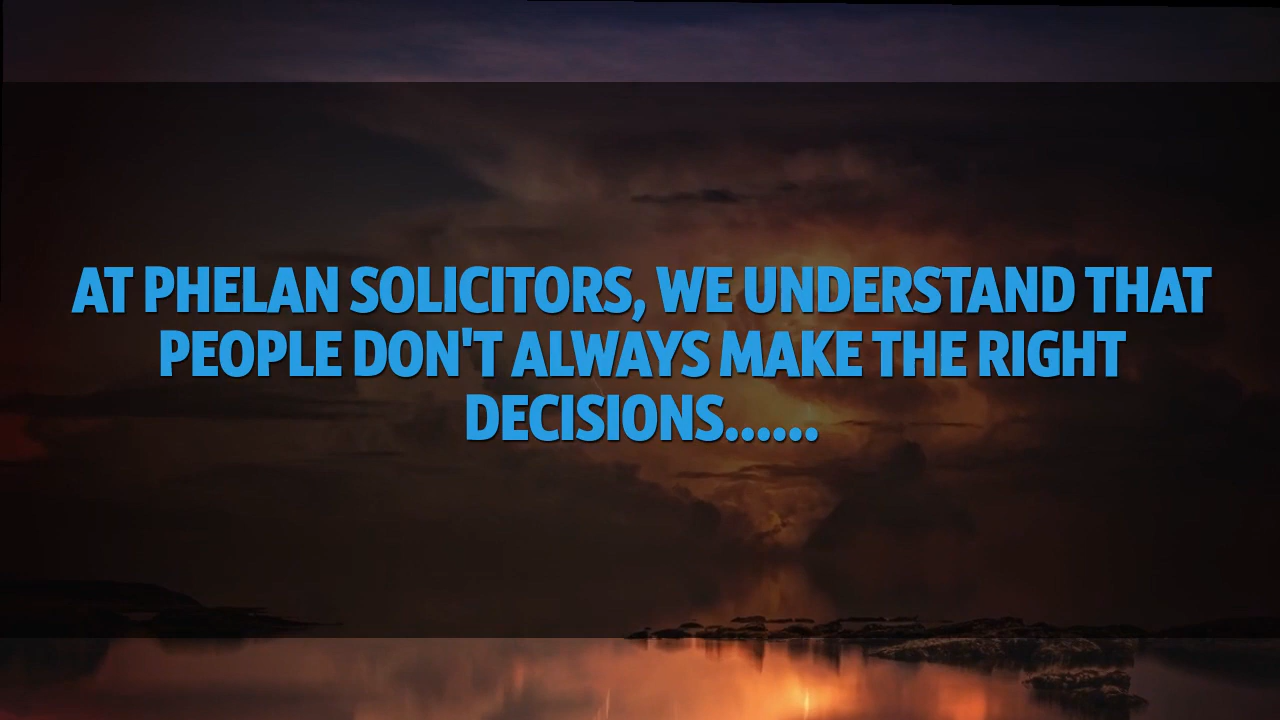 AT PHELAN SOLICITORS, WE UNDERSTAND THAT
PEOPLE DON'T ALWAYS MAKE THE RIGHT
DECISIONS......